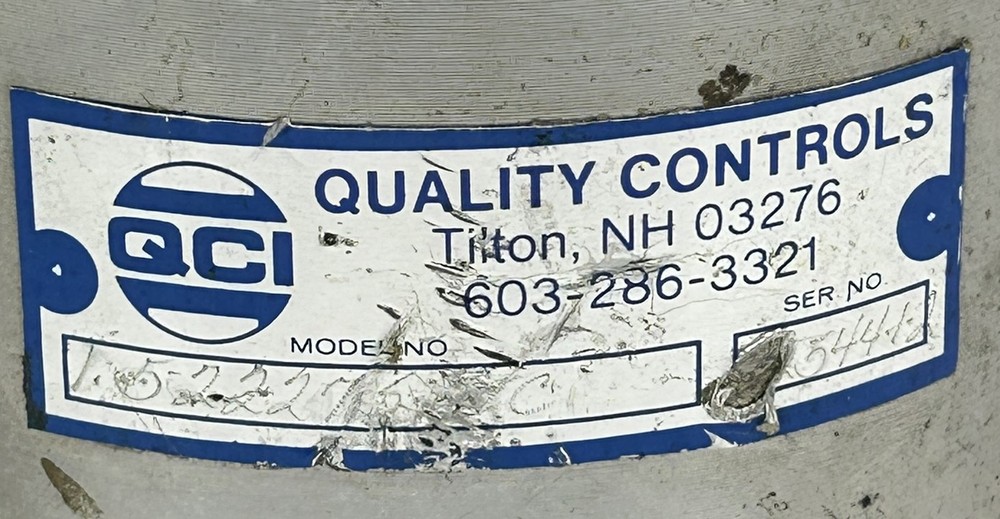 QCI
QUALITY CONTROLS
Tilton, NH 03276
603-286-3321
MODEL NO
SER. NO.